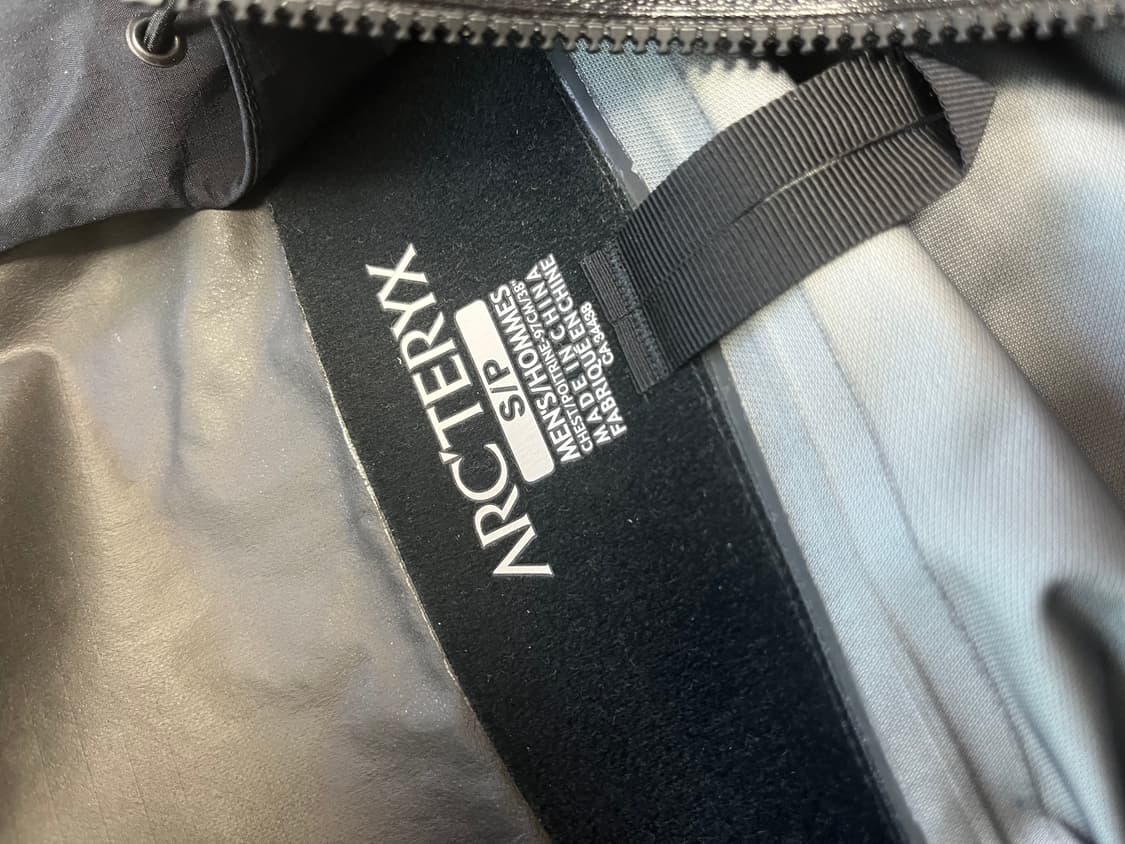 ARC'TERYX
S/P
MEN'S/HOMMES
CHEST/POITRINE-97CM/38"
MADE IN CHINA
FABRIQUÉ EN CHINE
CA 34438